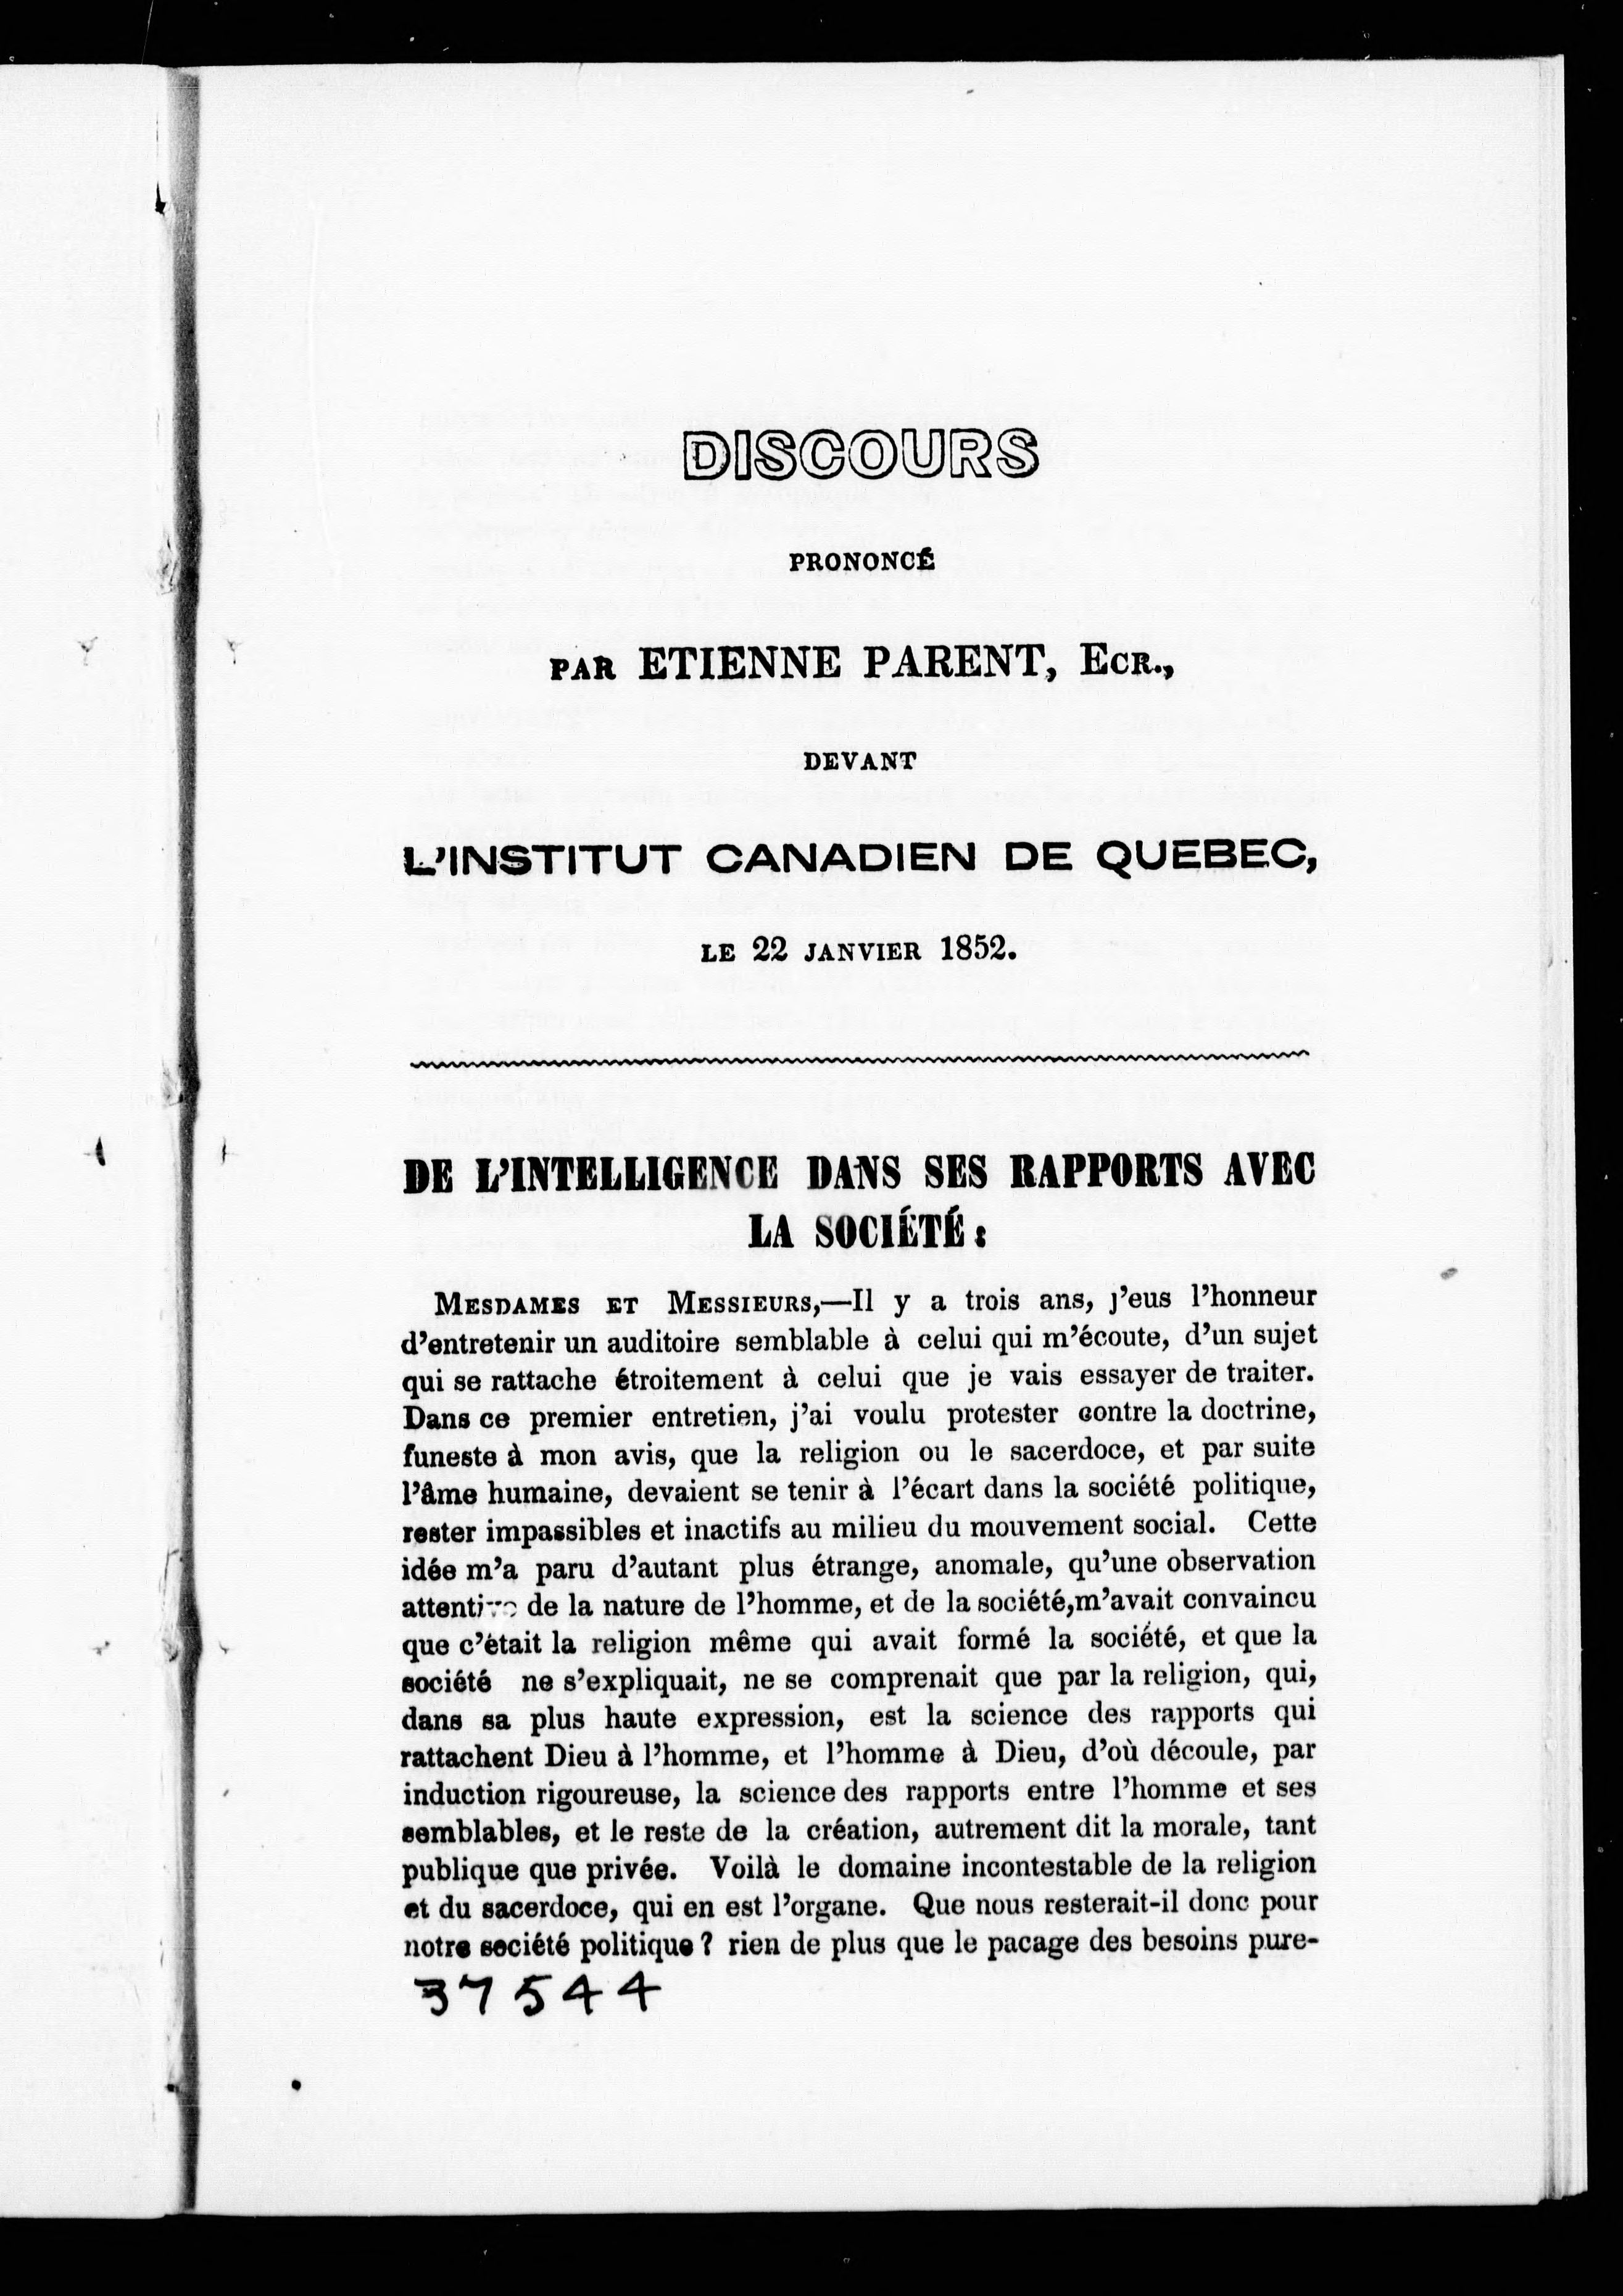 DISCOURS
PRONONCÉ
PAR ETIENNE PARENT, ECR.,
DEVANT
L'INSTITUT CANADIEN DE QUEBEC,
LE 22 JANVIER 1852.
DE L'INTELLIGENCE DANS SES RAPPORTS AVEC
LA SOCIÉTÉ :
MESDAMES ET MESSIEURS,—Il y a trois ans, j'eus l'honneur
d'entretenir un auditoire semblable à celui qui m'écoute, d'un sujet
qui se rattache étroitement à celui que je vais essayer de traiter.
Dans ce premier entretien, j'ai voulu protester contre la doctrine,
funeste à mon avis, que la religion ou le sacerdoce, et par suite
l'âme humaine, devaient se tenir à l'écart dans la société politique,
rester impassibles et inactifs au milieu du mouvement social. Cette
idée m'a paru d'autant plus étrange, anomale, qu'une observation
attentive de la nature de l'homme, et de la société,m'avait convaincu
que c'était la religion même qui avait formé la société, et que la
société ne s'expliquait, ne se comprenait que par la religion, qui,
dans sa plus haute expression, est la science des rapports qui
rattachent Dieu à l'homme, et l'homme à Dieu, d'où découle, par
induction rigoureuse, la science des rapports entre l'homme et ses
semblables, et le reste de la création, autrement dit la morale, tant
publique que privée. Voilà le domaine incontestable de la religion
et du sacerdoce, qui en est l'organe. Que nous resterait-il donc pour
notre société politique ? rien de plus que le pacage des besoins pure-
37544